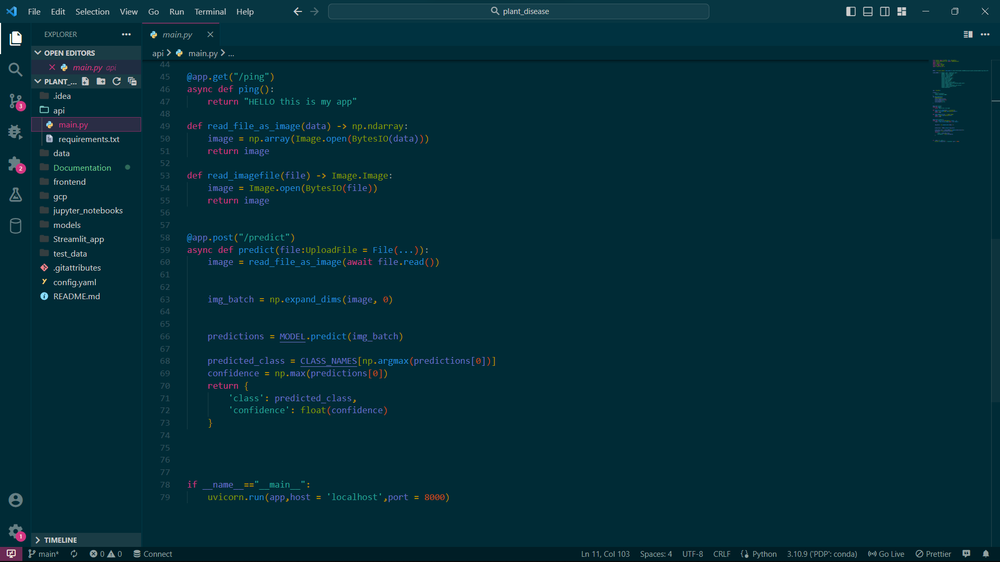 File Edit Selection View Go Run Terminal Help
plant_disease
EXPLORER
OPEN EDITORS
main.py api
PLANT_...
.idea
api
main.py
requirements.txt
data
Documentation
frontend
gcp
jupyter_notebooks
models
Streamlit_app
test_data
.gitattributes
config.yaml
README.md
TIMELINE
3
2
1
main.py
api > main.py > ...
44
45 @app.get("/ping")
46 async def ping():
47 return "HELLO this is my app"
48
49 def read_file_as_image(data) -> np.ndarray:
50 image = np.array(Image.open(BytesIO(data)))
51 return image
52
53 def read_imagefile(file) -> Image.Image:
54 image = Image.open(BytesIO(file))
55 return image
56
57
58 @app.post("/predict")
59 async def predict(file:UploadFile = File(...)):
60 image = read_file_as_image(await file.read())
61
62
63 img_batch = np.expand_dims(image, 0)
64
65
66 predictions = MODEL.predict(img_batch)
67
68 predicted_class = CLASS_NAMES[np.argmax(predictions[0])]
69 confidence = np.max(predictions[0])
70 return {
71 'class': predicted_class,
72 'confidence': float(confidence)
73 }
74
75
76
77
78 if __name__=="__main__":
79 uvicorn.run(app,host = 'localhost',port = 8000)
main* 0 0 Connect Ln 11, Col 103 Spaces: 4 UTF-8 CRLF Python 3.10.9 ('PDP': conda) Go Live Prettier